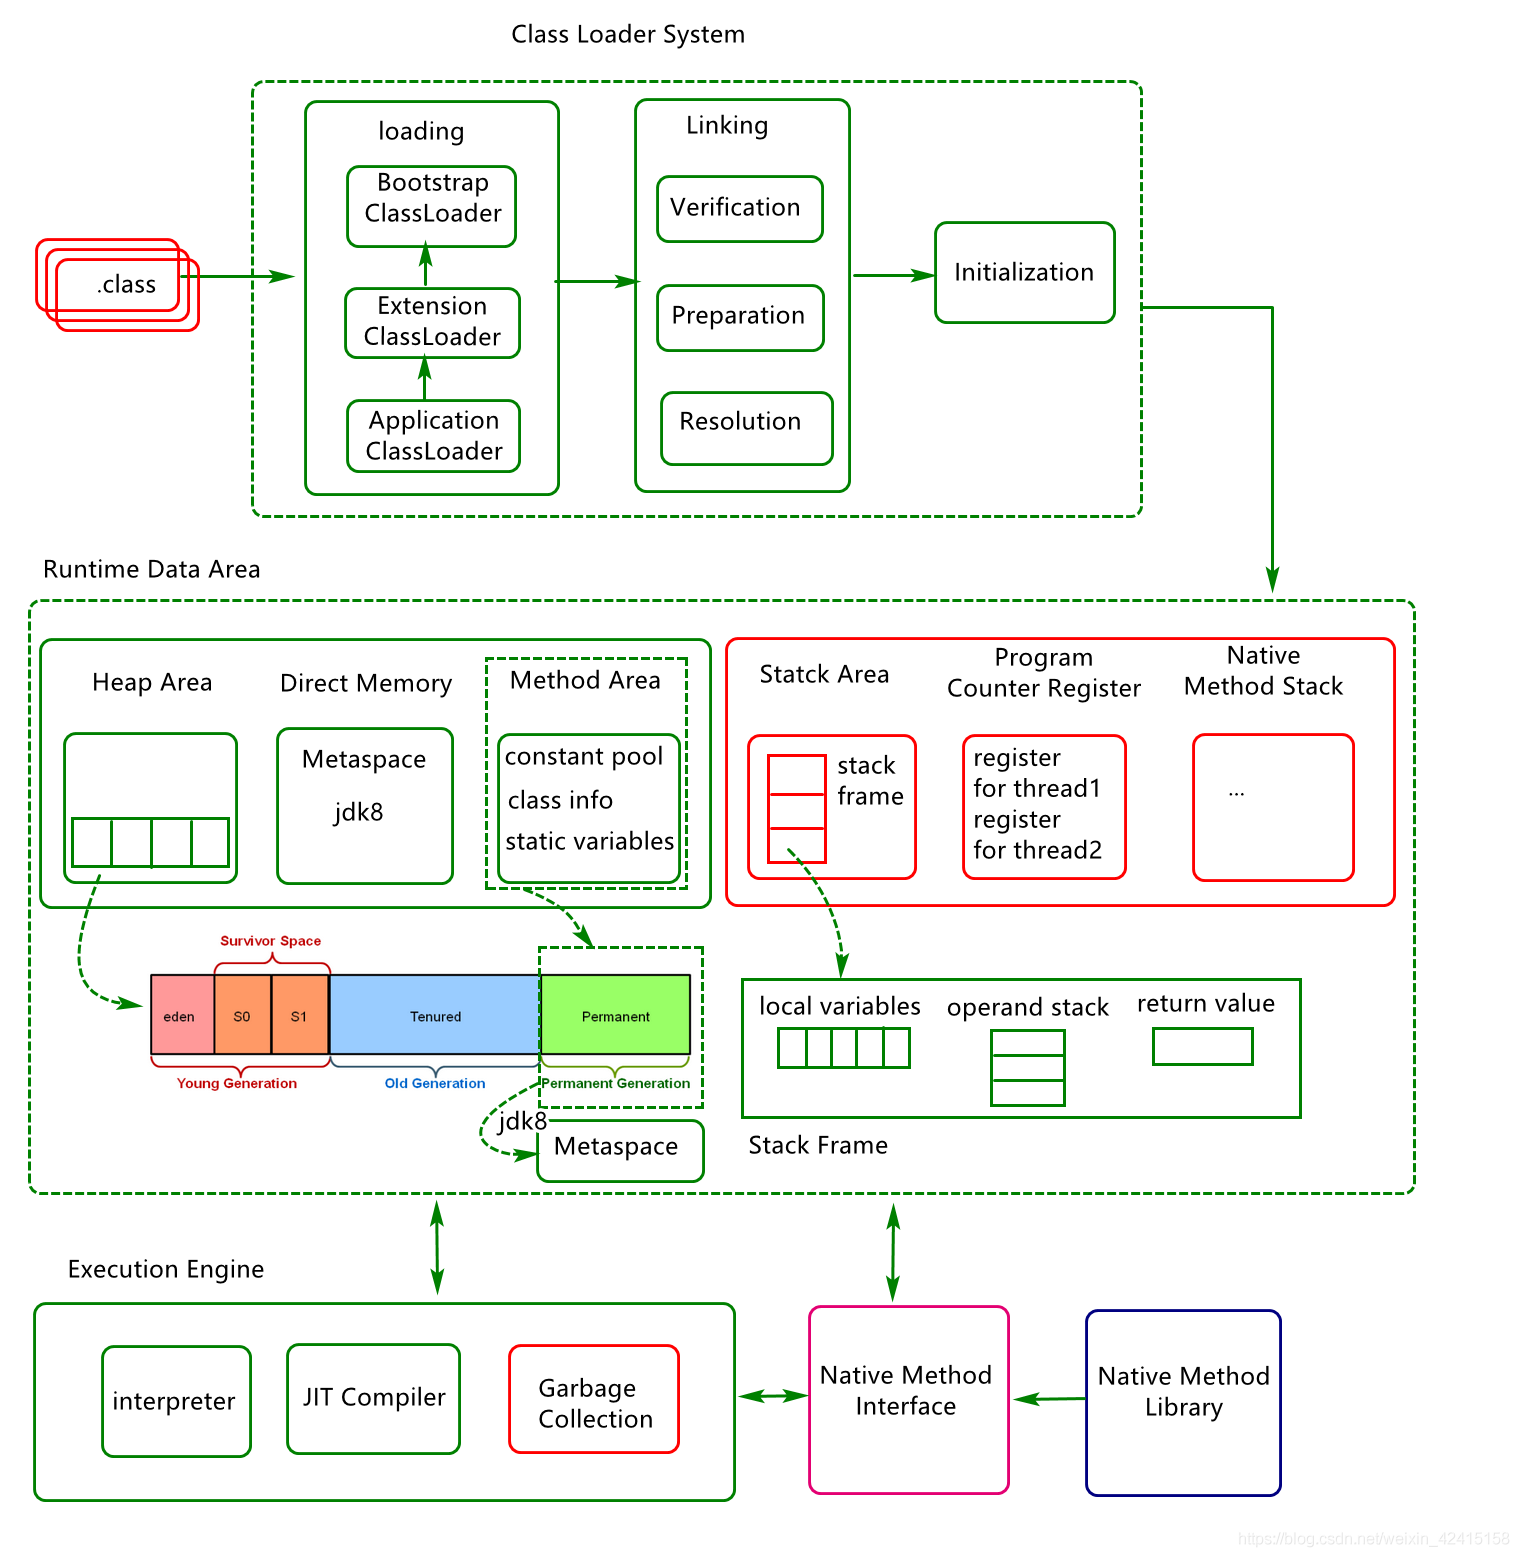 Class Loader System
loading
Bootstrap
ClassLoader
Extension
ClassLoader
Application
ClassLoader
Linking
Verification
Preparation
Resolution
Initialization
.class
Runtime Data Area
Heap Area
Direct Memory
Metaspace
jdk8
Method Area
constant pool
class info
static variables
Statck Area
stack
frame
Program
Counter Register
register
for thread1
register
for thread2
Native
Method Stack
...
Survivor Space
eden
S0
S1
Tenured
Permanent
Young Generation
Old Generation
Permanent Generation
jdk8
Metaspace
local variables
operand stack
return value
Stack Frame
Execution Engine
interpreter
JIT Compiler
Garbage
Collection
Native Method
Interface
Native Method
Library
https://blog.csdn.net/weixin_42415158